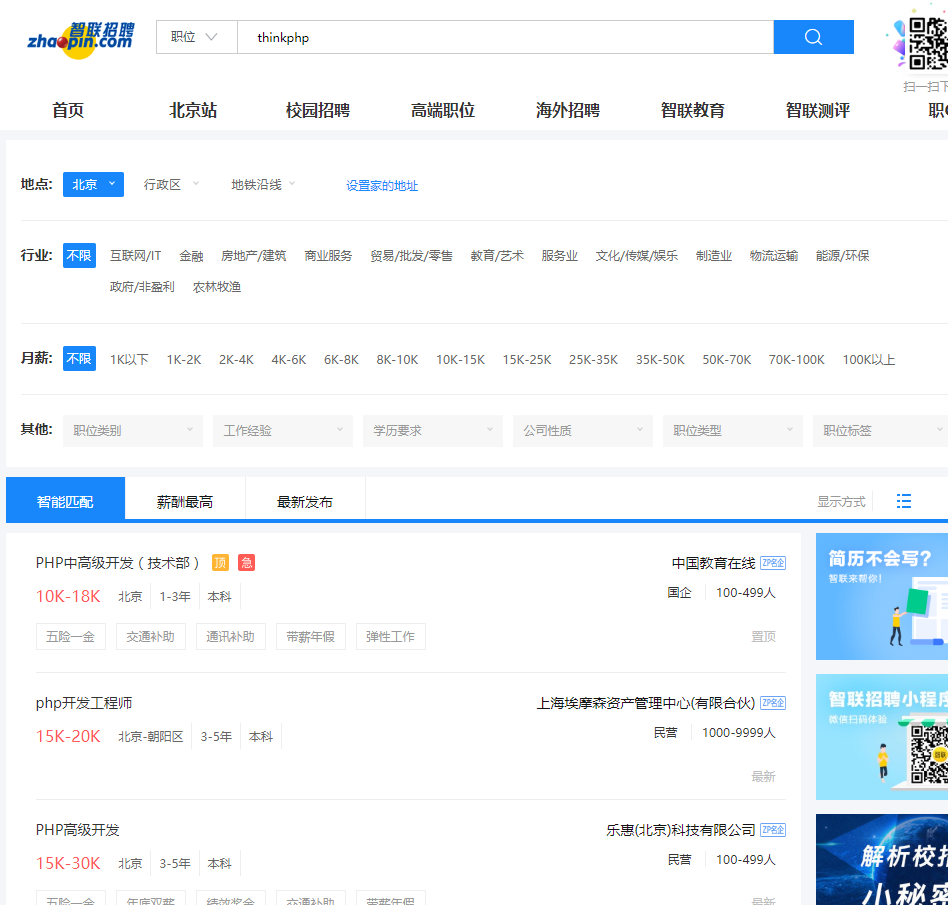 智联招聘
zhaopin.com
职位
thinkphp
扫一扫下
首页 北京站 校园招聘 高端职位 海外招聘 智联教育 智联测评
地点: 北京 行政区 地铁沿线 设置家的地址
行业: 不限 互联网/IT 金融 房地产/建筑 商业服务 贸易/批发/零售 教育/艺术 服务业 文化/传媒/娱乐 制造业 物流运输 能源/环保
政府/非盈利 农林牧渔
月薪: 不限 1K以下 1K-2K 2K-4K 4K-6K 6K-8K 8K-10K 10K-15K 15K-25K 25K-35K 35K-50K 50K-70K 70K-100K 100K以上
其他: 职位类别 工作经验 学历要求 公司性质 职位类型 职位标签
智能匹配 薪酬最高 最新发布 显示方式
PHP中高级开发（技术部） 顶 急 中国教育在线 ZP名企
10K-18K 北京 1-3年 本科 国企 100-499人
五险一金 交通补助 通讯补助 带薪年假 弹性工作 置顶
php开发工程师 上海埃摩森资产管理中心(有限合伙) ZP名企
15K-20K 北京-朝阳区 3-5年 本科 民营 1000-9999人
最新
PHP高级开发 乐惠(北京)科技有限公司 ZP名企
15K-30K 北京 3-5年 本科 民营 100-499人
五险一金 年底双薪 绩效奖金 交通补助 带薪年假 最新
简历不会写?
智联来帮你!
智联招聘小程序
微信扫码体验
解析校招
小秘密